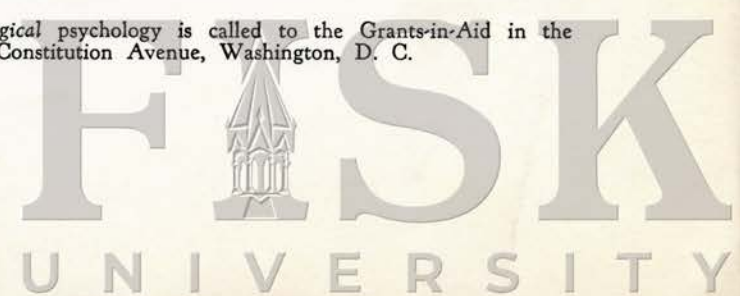 gical psychology is called to the Grants-in-Aid in the
Constitution Avenue, Washington, D. C.
FISK
UNIVERSITY